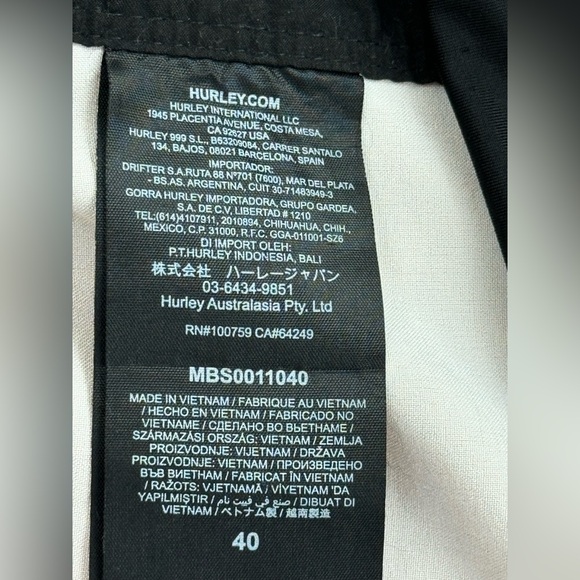 HURLEY.COM
HURLEY INTERNATIONAL LLC
1945 PLACENTIA AVENUE, COSTA MESA,
CA 92627 USA
HURLEY 999 S.L., B63209084, CARRER SANTALO
134, BAJOS, 08021 BARCELONA, SPAIN
IMPORTADOR:
DRIFTER S.A.RUTA 88 Nº701 (7600), MAR DEL PLATA
- BS.AS, ARGENTINA, CUIT 30-71463949-3
GORRA HURLEY IMPORTADORA, GRUPO GARDEA,
S.A. DE C.V, LIBERTAD # 1210
TEL:(614)4107911, 2010894, CHIHUAHUA, CHIH.,
MEXICO, C.P. 31000, R.F.C. GGA-011001-SZ6
DI IMPORT OLEH:
P.T.HURLEY INDONESIA, BALI
株式会社 ハーレージャパン
03-6434-9851
Hurley Australasia Pty. Ltd
RN#100759 CA#64249
MBS0011040
MADE IN VIETNAM / FABRIQUE AU VIETNAM
/ HECHO EN VIETNAM / FABRICADO NO
VIETNAME / СДЕЛАНО ВО ВЬЕТНАМЕ /
SZÁRMAZÁSI ORSZÁG: VIETNAM / ZEMLJA
PROIZVODNJE: VIJETNAM / DRŽAVA
PROIZVODNJE: VIETNAM / ПРОИЗВЕДЕНО
ВЪВ ВИЕТНАМ / FABRICAT ÎN VIETNAM
/ RAŽOTS: VJETNAMĀ / VİYETNAM 'DA
YAPILMIŞTIR / صنع في فييت نام / DIBUAT DI
VIETNAM / ベトナム製 / 越南製造
40